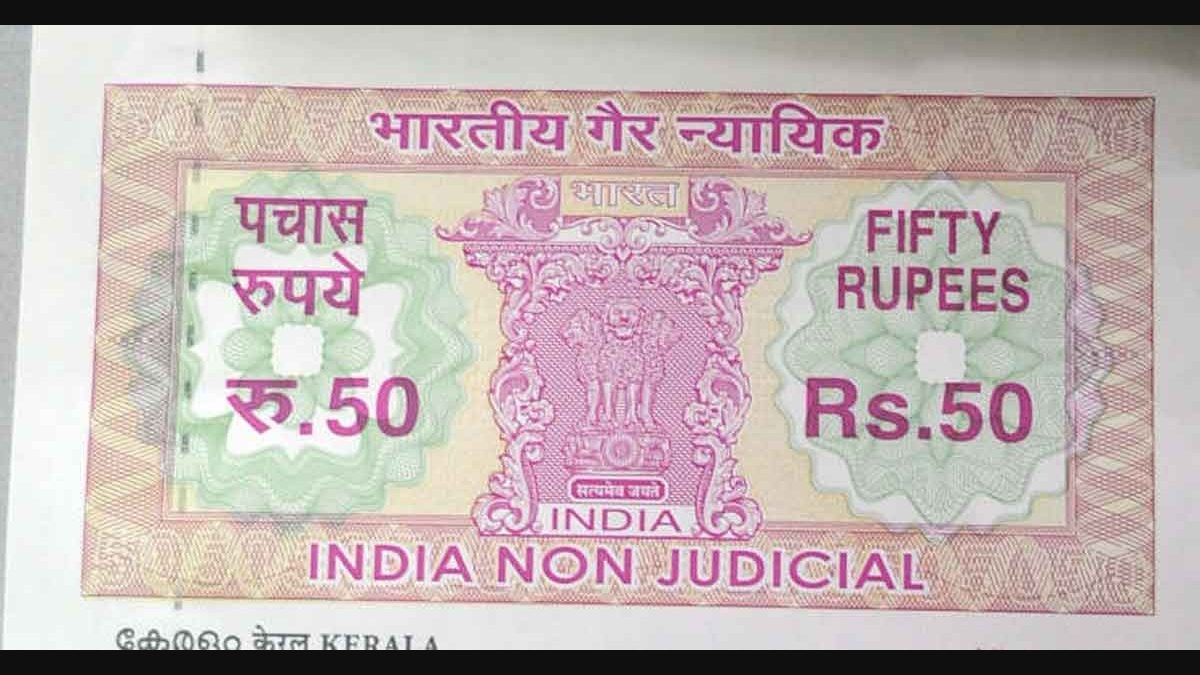 भारतीय गैर न्यायिक
भारत
पचास
रुपये
रु.50
FIFTY
RUPEES
Rs.50
सत्यमेव जयते
INDIA
INDIA NON JUDICIAL
കേരളം केरल KERALA